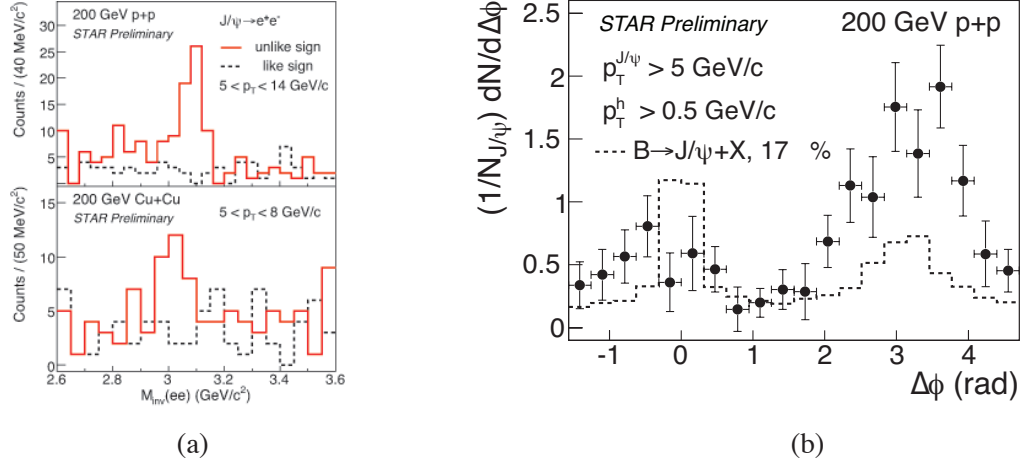 Counts / (40 MeV/c²)
35
30
25
20
15
10
5
0
200 GeV p+p
STAR Preliminary
J/ψ→e⁺e⁻
unlike sign
like sign
5 < p_T < 14 GeV/c
Counts / (50 MeV/c²)
15
10
5
0
200 GeV Cu+Cu
STAR Preliminary
5 < p_T < 8 GeV/c
2.6 2.8 3 3.2 3.4 3.6
M_inv(ee) (GeV/c²)
(a)
(1/N_J/ψ) dN/dΔϕ
2.5
2
1.5
1
0.5
0
STAR Preliminary
200 GeV p+p
p_T^J/ψ > 5 GeV/c
p_T^h > 0.5 GeV/c
B→J/ψ+X, 17 %
-1 0 1 2 3 4
Δϕ (rad)
(b)